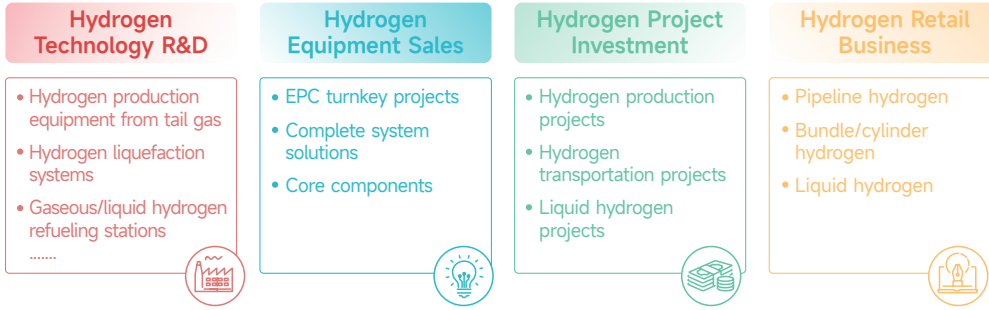 Hydrogen
Technology R&D
• Hydrogen production
equipment from tail gas
• Hydrogen liquefaction
systems
• Gaseous/liquid hydrogen
refueling stations
.......
Hydrogen
Equipment Sales
• EPC turnkey projects
• Complete system
solutions
• Core components
Hydrogen Project
Investment
• Hydrogen production
projects
• Hydrogen
transportation projects
• Liquid hydrogen
projects
Hydrogen Retail
Business
• Pipeline hydrogen
• Bundle/cylinder
hydrogen
• Liquid hydrogen